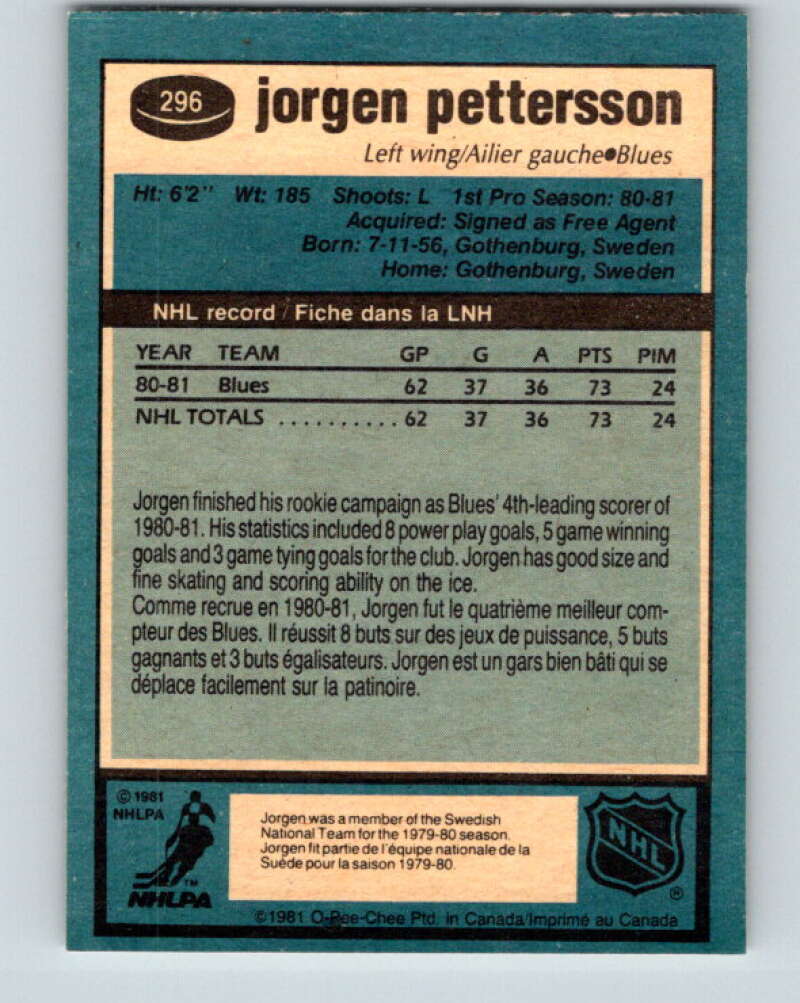 296
jorgen pettersson
Left wing/Ailier gauche●Blues
Ht: 6'2" Wt: 185 Shoots: L 1st Pro Season: 80-81
Acquired: Signed as Free Agent
Born: 7-11-56, Gothenburg, Sweden
Home: Gothenburg, Sweden
NHL record / Fiche dans la LNH
YEAR TEAM GP G A PTS PIM
80-81 Blues 62 37 36 73 24
NHL TOTALS .......... 62 37 36 73 24
Jorgen finished his rookie campaign as Blues' 4th-leading scorer of
1980-81. His statistics included 8 power play goals, 5 game winning
goals and 3 game tying goals for the club. Jorgen has good size and
fine skating and scoring ability on the ice.
Comme recrue en 1980-81, Jorgen fut le quatrième meilleur com-
pteur des Blues. Il réussit 8 buts sur des jeux de puissance, 5 buts
gagnants et 3 buts égalisateurs. Jorgen est un gars bien bâti qui se
déplace facilement sur la patinoire.
© 1981
NHLPA
TM
NHLPA
Jorgen was a member of the Swedish
National Team for the 1979-80 season.
Jorgen fit partie de l'équipe nationale de la
Suède pour la saison 1979-80.
NHL
®
©1981 O-Pee-Chee Ptd. in Canada/Imprimé au Canada